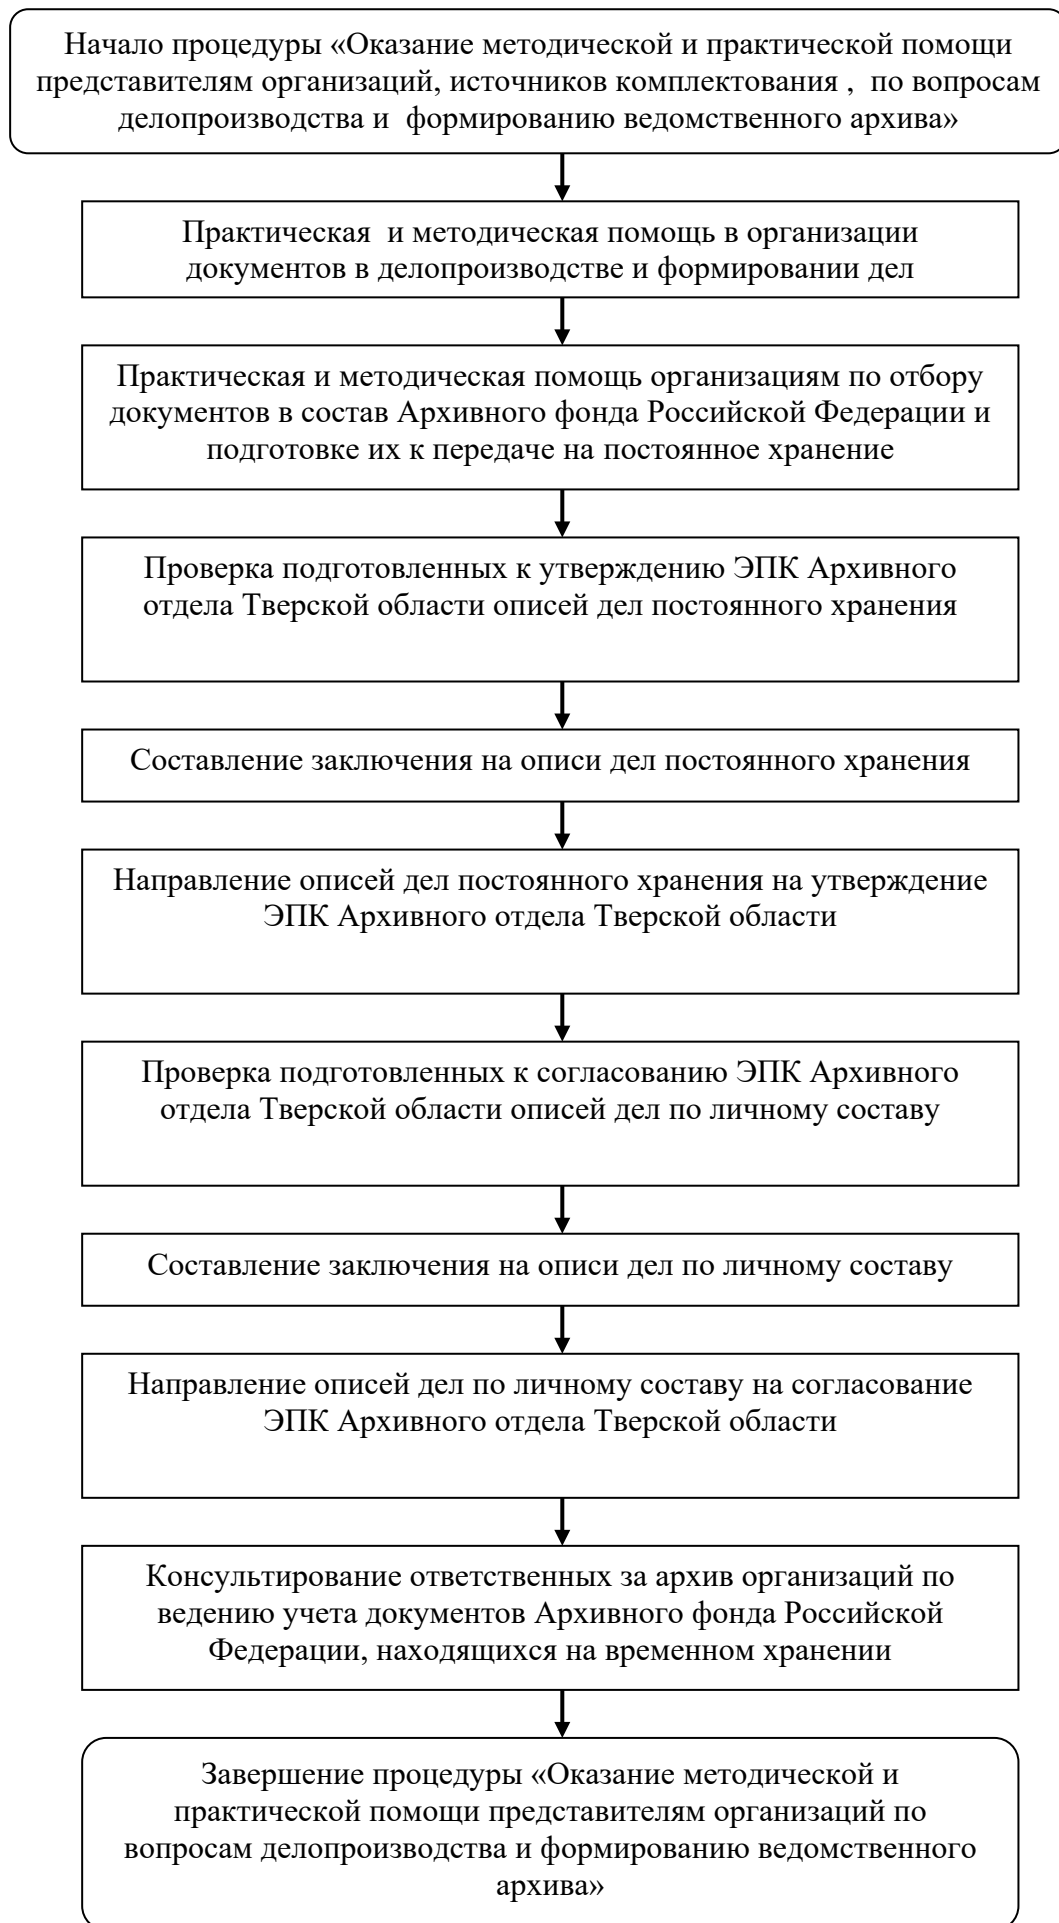 Начало процедуры «Оказание методической и практической помощи
представителям организаций, источников комплектования ,  по вопросам
делопроизводства и  формированию ведомственного архива»
Практическая  и методическая помощь в организации
документов в делопроизводстве и формировании дел
Практическая и методическая помощь организациям по отбору
документов в состав Архивного фонда Российской Федерации и
подготовке их к передаче на постоянное хранение
Проверка подготовленных к утверждению ЭПК Архивного
отдела Тверской области описей дел постоянного хранения
Составление заключения на описи дел постоянного хранения
Направление описей дел постоянного хранения на утверждение
ЭПК Архивного отдела Тверской области
Проверка подготовленных к согласованию ЭПК Архивного
отдела Тверской области описей дел по личному составу
Составление заключения на описи дел по личному составу
Направление описей дел по личному составу на согласование
ЭПК Архивного отдела Тверской области
Консультирование ответственных за архив организаций по
ведению учета документов Архивного фонда Российской
Федерации, находящихся на временном хранении
Завершение процедуры «Оказание методической и
практической помощи представителям организаций по
вопросам делопроизводства и формированию ведомственного
архива»